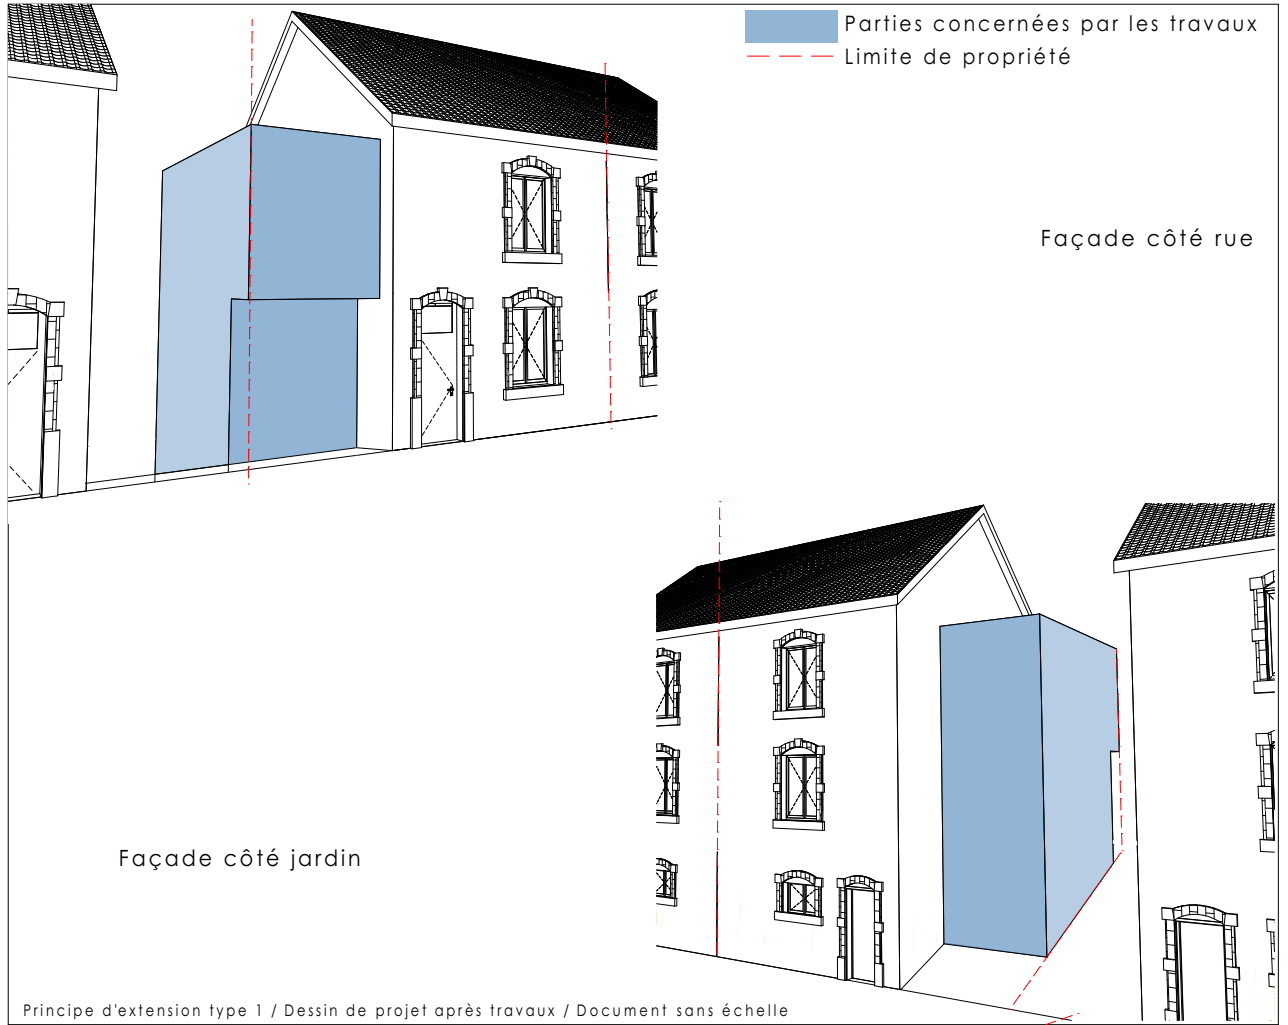 Parties concernées par les travaux
Limite de propriété
Façade côté rue
Façade côté jardin
Principe d'extension type 1 / Dessin de projet après travaux / Document sans échelle